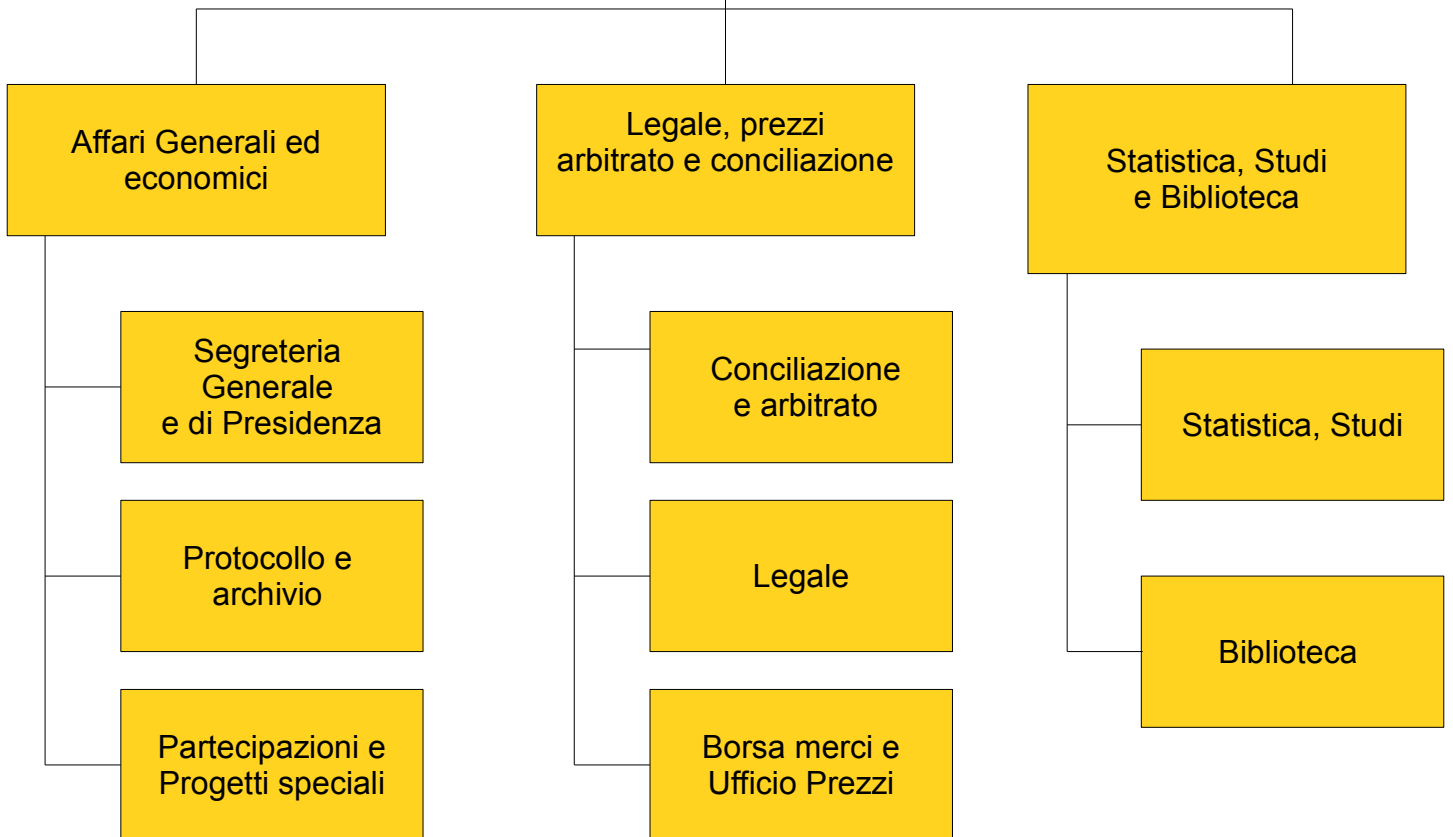 Affari Generali ed
economici
Legale, prezzi
arbitrato e conciliazione
Statistica, Studi
e Biblioteca
Segreteria
Generale
e di Presidenza
Conciliazione
e arbitrato
Statistica, Studi
Protocollo e
archivio
Legale
Biblioteca
Partecipazioni e
Progetti speciali
Borsa merci e
Ufficio Prezzi